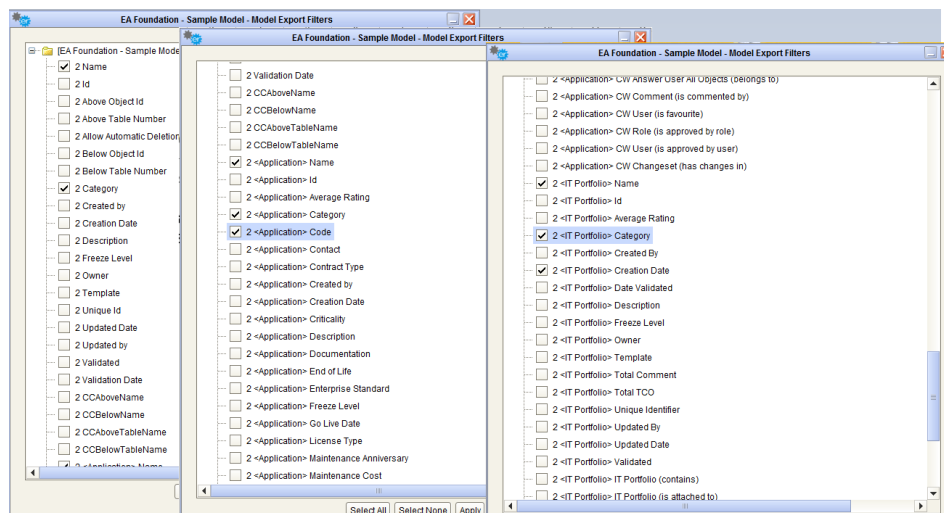 EA Foundation - Sample Model - Model Export Filters
[EA Foundation - Sample Mode
2 Name
2 Id
2 Above Object Id
2 Above Table Number
2 Allow Automatic Deletion
2 Below Object Id
2 Below Table Number
2 Category
2 Created by
2 Creation Date
2 Description
2 Freeze Level
2 Owner
2 Template
2 Unique Id
2 Updated Date
2 Updated by
2 Validated
2 Validation Date
2 CCAboveName
2 CCBelowName
2 CCAboveTableName
2 CCBelowTableName
2 <Application> Name
EA Foundation - Sample Model - Model Export Filters
2 Validation Date
2 CCAboveName
2 CCBelowName
2 CCAboveTableName
2 CCBelowTableName
2 <Application> Name
2 <Application> Id
2 <Application> Average Rating
2 <Application> Category
2 <Application> Code
2 <Application> Contact
2 <Application> Contract Type
2 <Application> Created by
2 <Application> Creation Date
2 <Application> Criticality
2 <Application> Description
2 <Application> Documentation
2 <Application> End of Life
2 <Application> Enterprise Standard
2 <Application> Freeze Level
2 <Application> Go Live Date
2 <Application> License Type
2 <Application> Maintenance Anniversary
2 <Application> Maintenance Cost
Select All Select None Apply
EA Foundation - Sample Model - Model Export Filters
2 <Application> CW Answer User All Objects (belongs to)
2 <Application> CW Comment (is commented by)
2 <Application> CW User (is favourite)
2 <Application> CW Role (is approved by role)
2 <Application> CW User (is approved by user)
2 <Application> CW Changeset (has changes in)
2 <IT Portfolio> Name
2 <IT Portfolio> Id
2 <IT Portfolio> Average Rating
2 <IT Portfolio> Category
2 <IT Portfolio> Created By
2 <IT Portfolio> Creation Date
2 <IT Portfolio> Date Validated
2 <IT Portfolio> Description
2 <IT Portfolio> Freeze Level
2 <IT Portfolio> Owner
2 <IT Portfolio> Template
2 <IT Portfolio> Total Comment
2 <IT Portfolio> Total TCO
2 <IT Portfolio> Unique Identifier
2 <IT Portfolio> Updated By
2 <IT Portfolio> Updated Date
2 <IT Portfolio> Validated
2 <IT Portfolio> IT Portfolio (contains)
2 <IT Portfolio> IT Portfolio (is attached to)